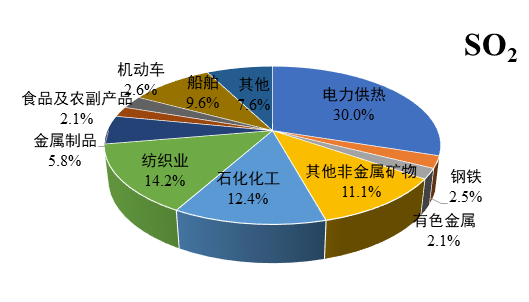 SO2
电力供热
30.0%
钢铁
2.5%
有色金属
2.1%
其他非金属矿物
11.1%
石化化工
12.4%
纺织业
14.2%
金属制品
5.8%
食品及农副产品
2.1%
机动车
2.6%
船舶
9.6%
其他
7.6%